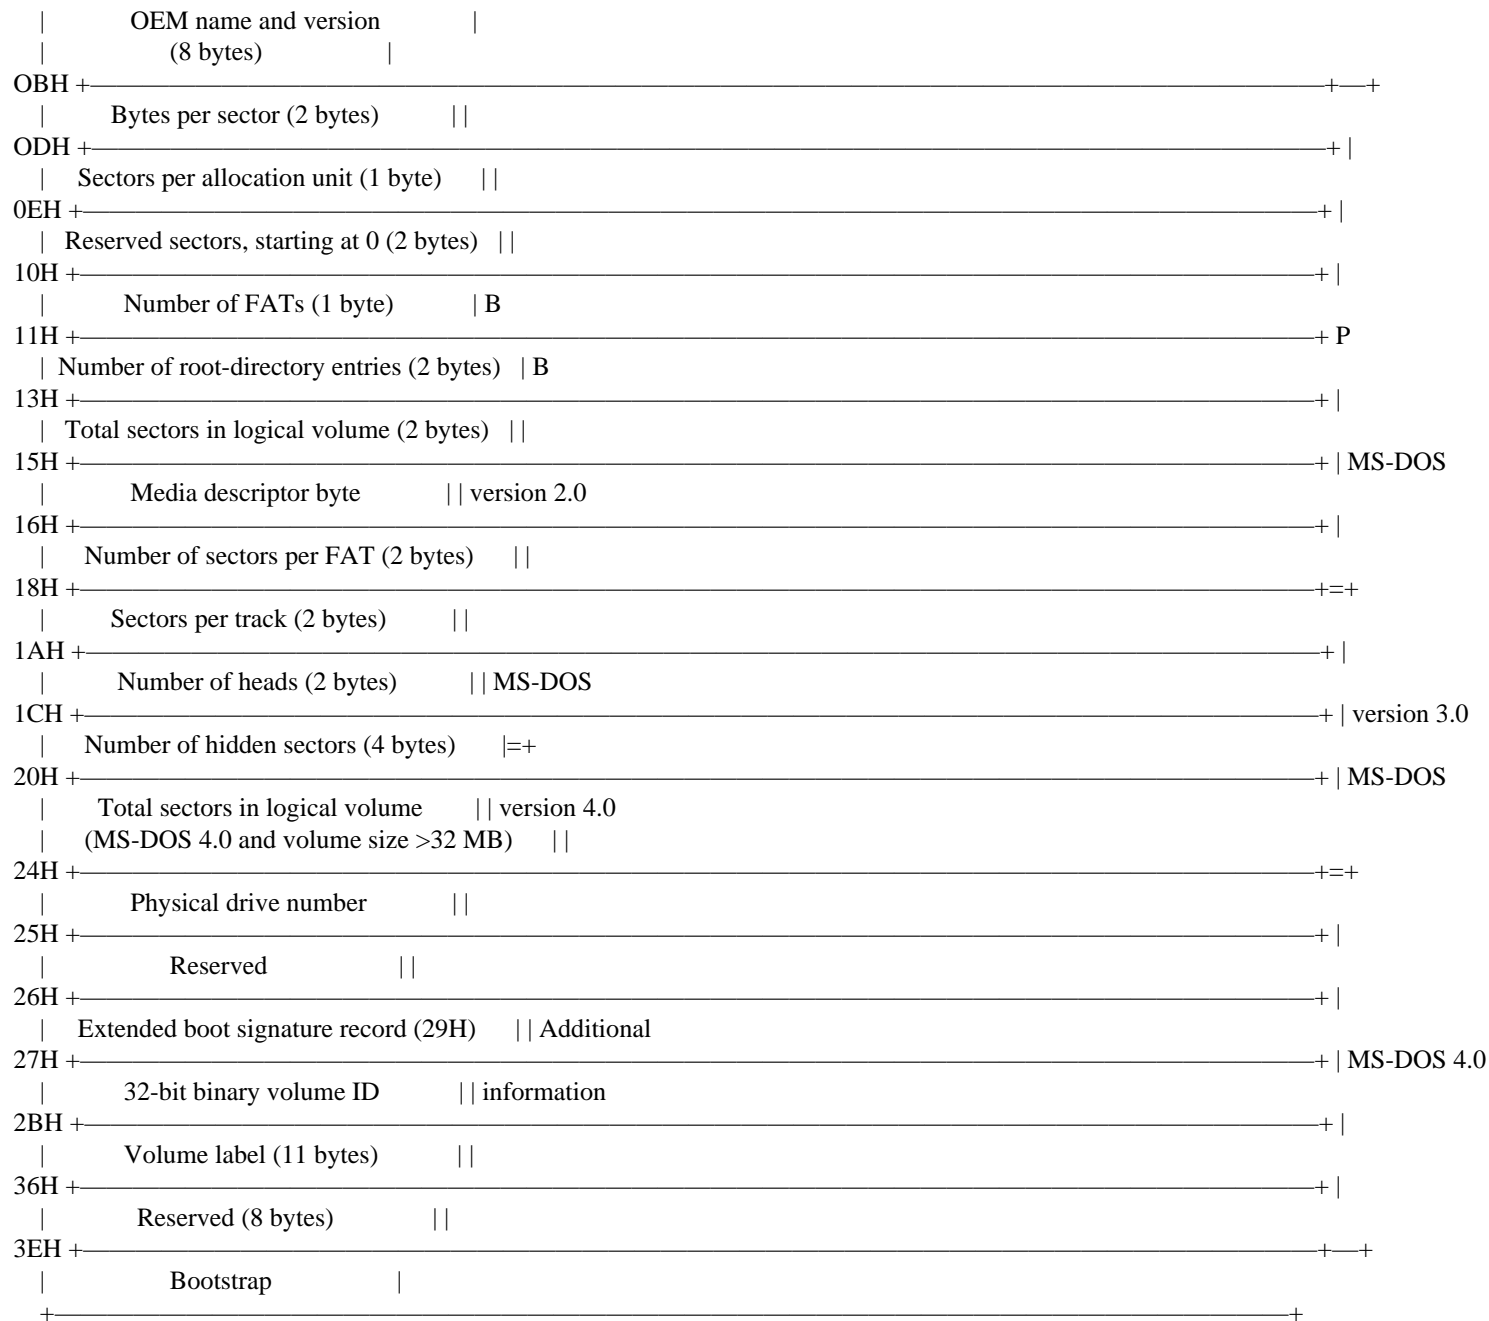 | OEM name and version |
| (8 bytes) |
OBH +———————————————————————————————+—+
| Bytes per sector (2 bytes) | |
ODH +———————————————————————————————+ |
| Sectors per allocation unit (1 byte) | |
0EH +———————————————————————————————+ |
| Reserved sectors, starting at 0 (2 bytes) | |
10H +———————————————————————————————+ |
| Number of FATs (1 byte) | B
11H +———————————————————————————————+ P
| Number of root-directory entries (2 bytes) | B
13H +———————————————————————————————+ |
| Total sectors in logical volume (2 bytes) | |
15H +———————————————————————————————+ | MS-DOS
| Media descriptor byte | | version 2.0
16H +———————————————————————————————+ |
| Number of sectors per FAT (2 bytes) | |
18H +———————————————————————————————+=+
| Sectors per track (2 bytes) | |
1AH +———————————————————————————————+ |
| Number of heads (2 bytes) | | MS-DOS
1CH +———————————————————————————————+ | version 3.0
| Number of hidden sectors (4 bytes) |=+
20H +———————————————————————————————+ | MS-DOS
| Total sectors in logical volume | | version 4.0
| (MS-DOS 4.0 and volume size >32 MB) | |
24H +———————————————————————————————+=+
| Physical drive number | |
25H +———————————————————————————————+ |
| Reserved | |
26H +———————————————————————————————+ |
| Extended boot signature record (29H) | | Additional
27H +———————————————————————————————+ | MS-DOS 4.0
| 32-bit binary volume ID | | information
2BH +———————————————————————————————+ |
| Volume label (11 bytes) | |
36H +———————————————————————————————+ |
| Reserved (8 bytes) | |
3EH +———————————————————————————————+—+
| Bootstrap |
+———————————————————————————————+